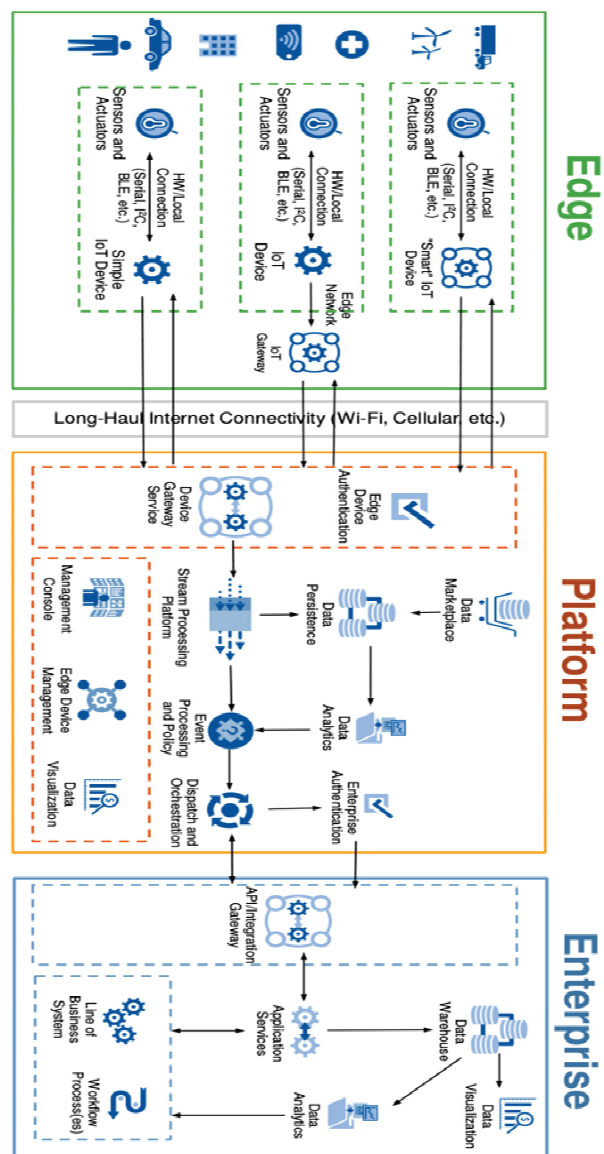 Edge
Sensors and
Actuators
HW/Local
Connection
(Serial, I²C,
BLE, etc.)
"Smart" IoT
Device
Sensors and
Actuators
HW/Local
Connection
(Serial, I²C,
BLE, etc.)
IoT
Device
Edge
Network
IoT
Gateway
Sensors and
Actuators
HW/Local
Connection
(Serial, I²C,
BLE, etc.)
Simple
IoT Device
Long-Haul Internet Connectivity (Wi-Fi, Cellular, etc.)
Platform
Edge
Device
Authentication
Device
Gateway
Service
Data
Marketplace
Data
Persistence
Data
Analytics
Stream Processing
Platform
Event
Processing
and Policy
Dispatch and
Orchestration
Enterprise
Authentication
Management
Console
Edge Device
Management
Data
Visualization
Enterprise
API/Integration
Gateway
Application
Services
Data
Warehouse
Data
Visualization
Data
Analytics
Line of
Business
System
Workflow
Process(es)